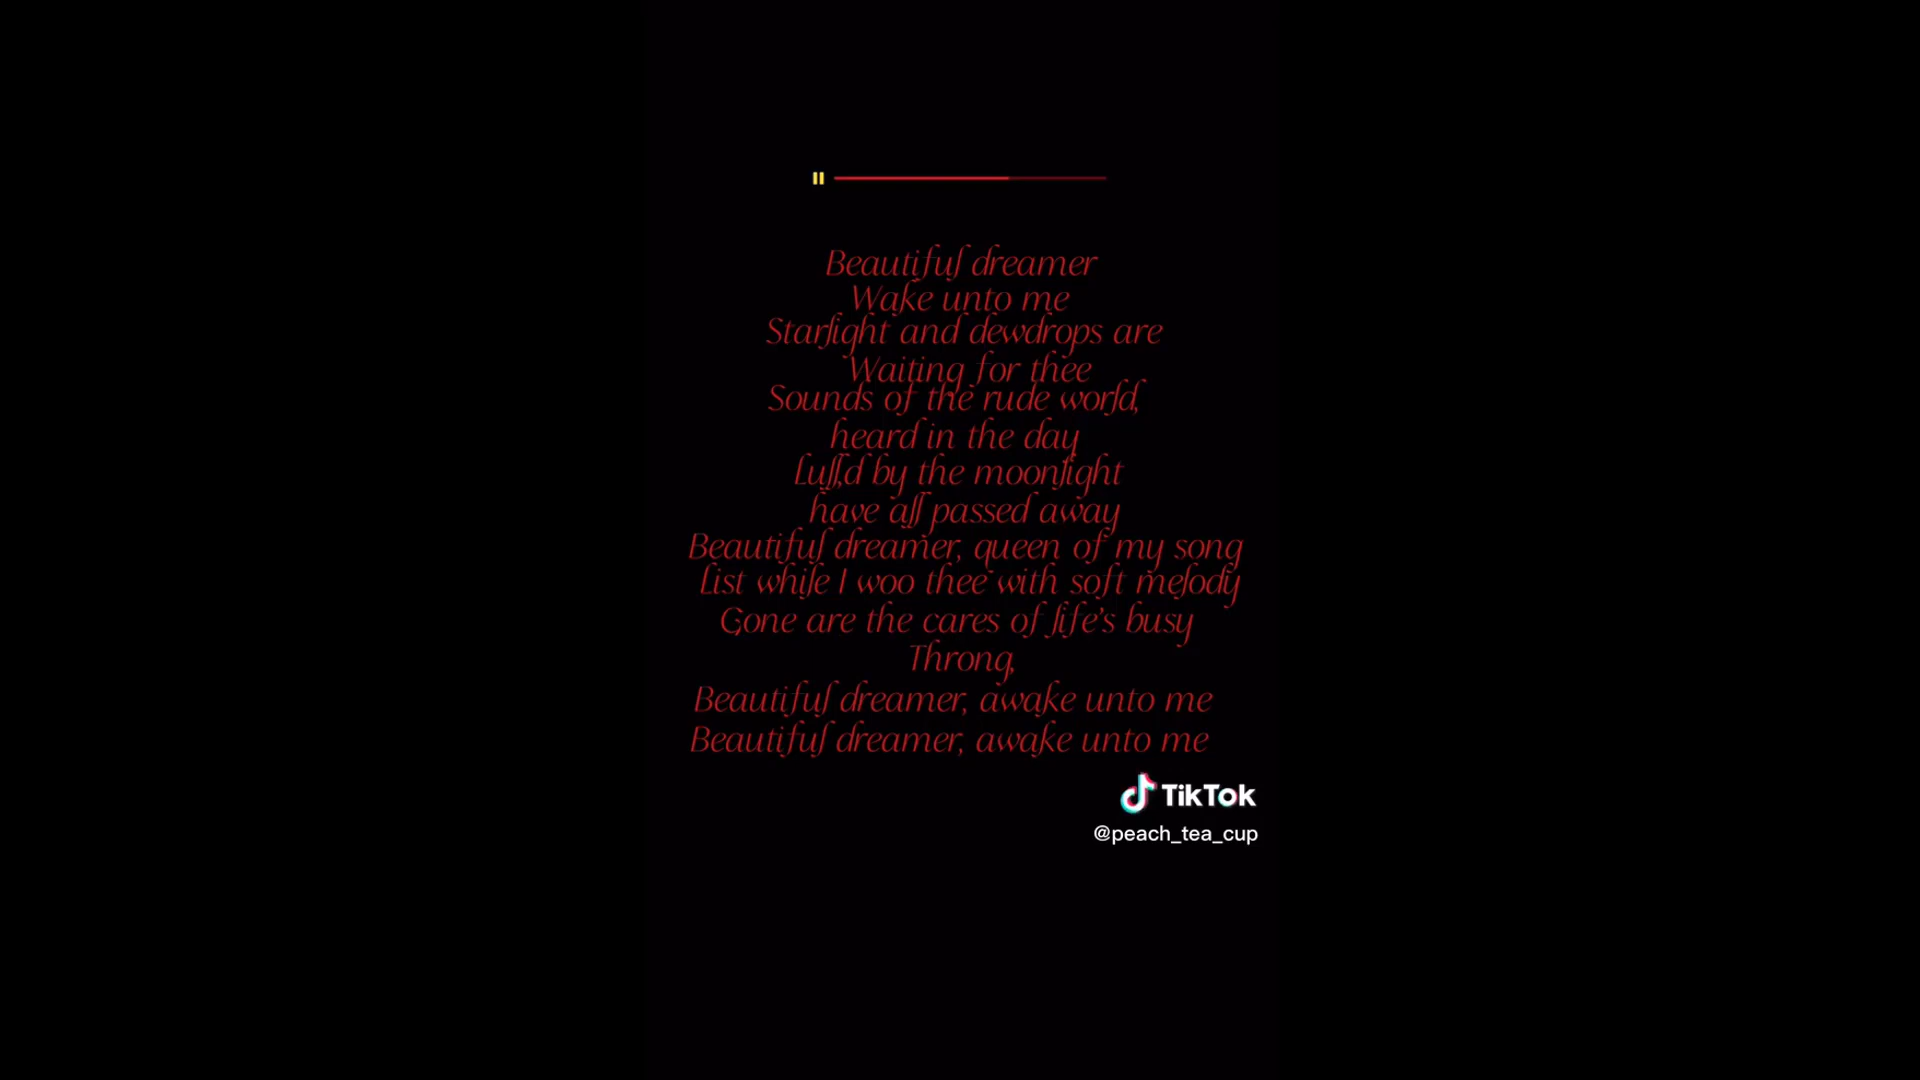 Beautiful dreamer
Wake unto me
Starlight and dewdrops are
Waiting for thee
Sounds of the rude world,
heard in the day
Lull,d by the moonlight
have all passed away
Beautiful dreamer, queen of my song
List while I woo thee with soft melody
Gone are the cares of life's busy
Throng,
Beautiful dreamer, awake unto me
Beautiful dreamer, awake unto me
TikTok
@peach_tea_cup